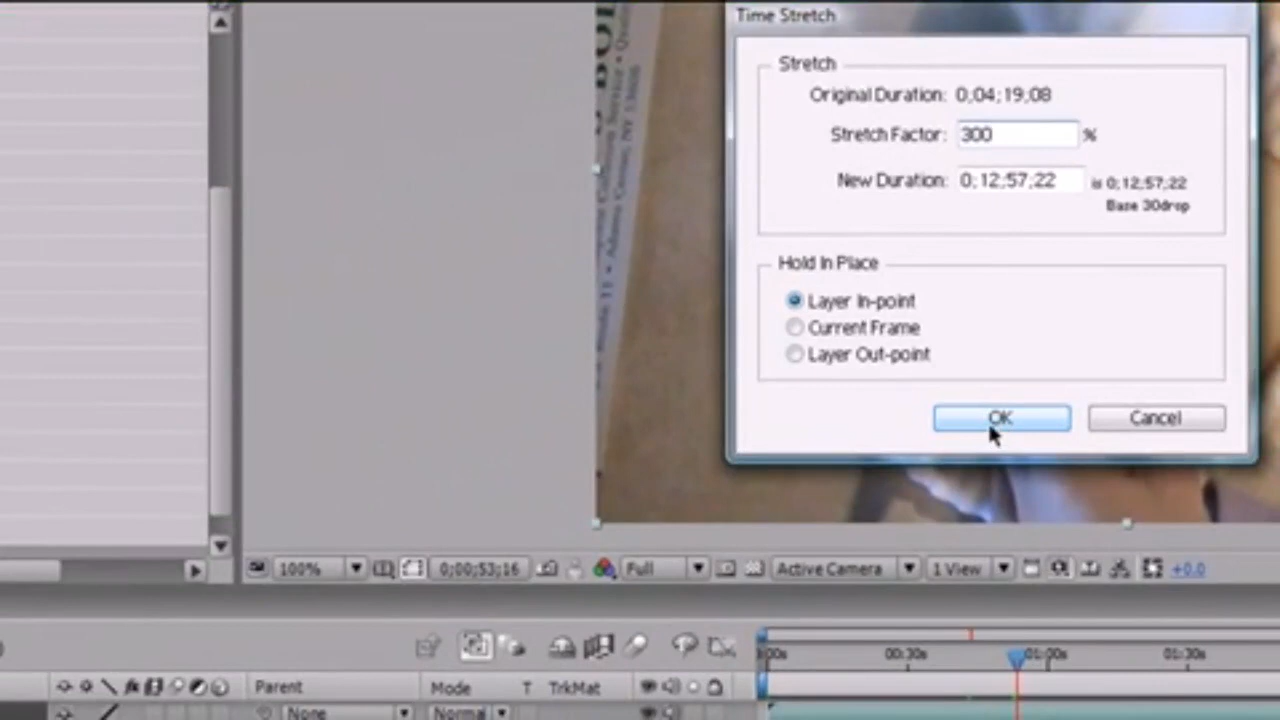 Time Stretch
Stretch
Original Duration: 0;04;19;08
Stretch Factor: 300 %
New Duration: 0;12;57;22 is 0;12;57;22
Base 30drop
Hold In Place
Layer In-point
Current Frame
Layer Out-point
OK Cancel
100% 0;00;53;16 Full Active Camera 1 View +0.0
00:30s 01:00s 01:30s
Parent Mode T TrkMat
None Normal